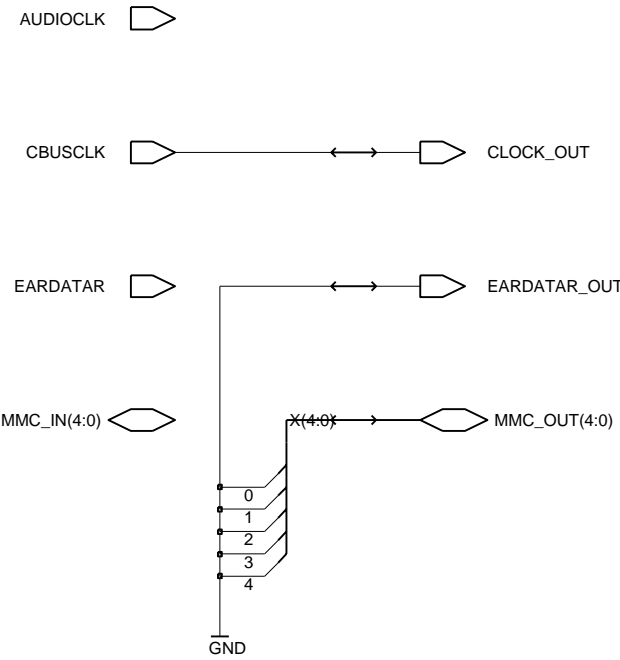 AUDIOCLK
CBUSCLK CLOCK_OUT
EARDATAR EARDATAR_OUT
MMC_IN(4:0) X(4:0) MMC_OUT(4:0)
0
1
2
3
4
GND